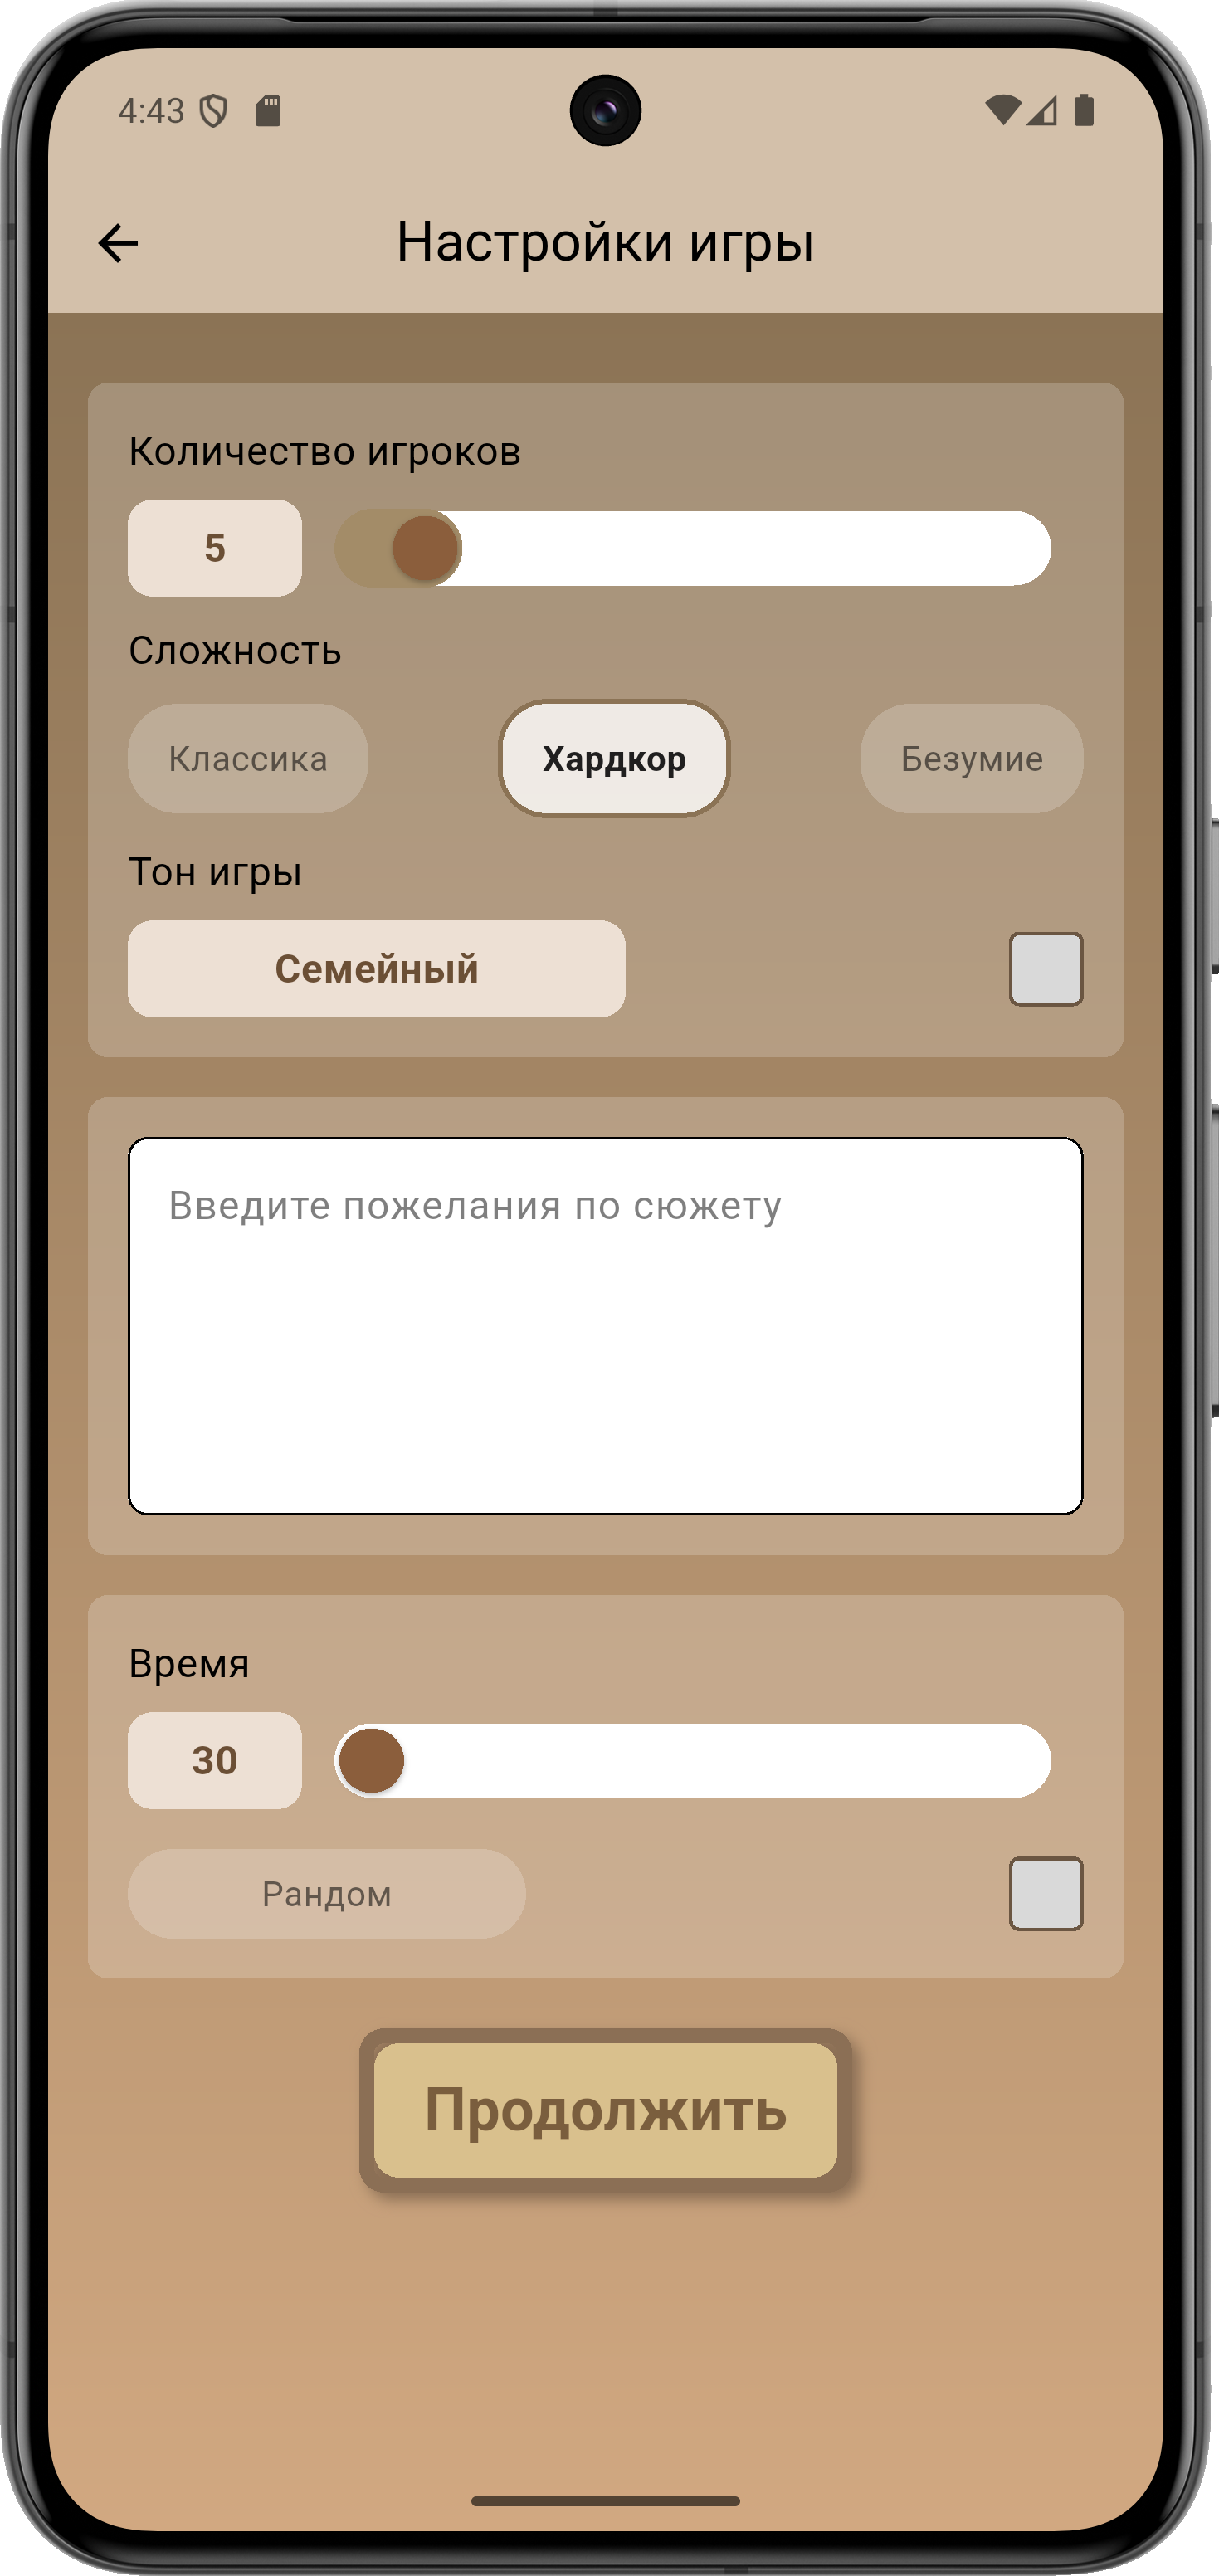 4:43
Настройки игры
Количество игроков
5
Сложность
Классика Хардкор Безумие
Тон игры
Семейный
Введите пожелания по сюжету
Время
30
Рандом
Продолжить